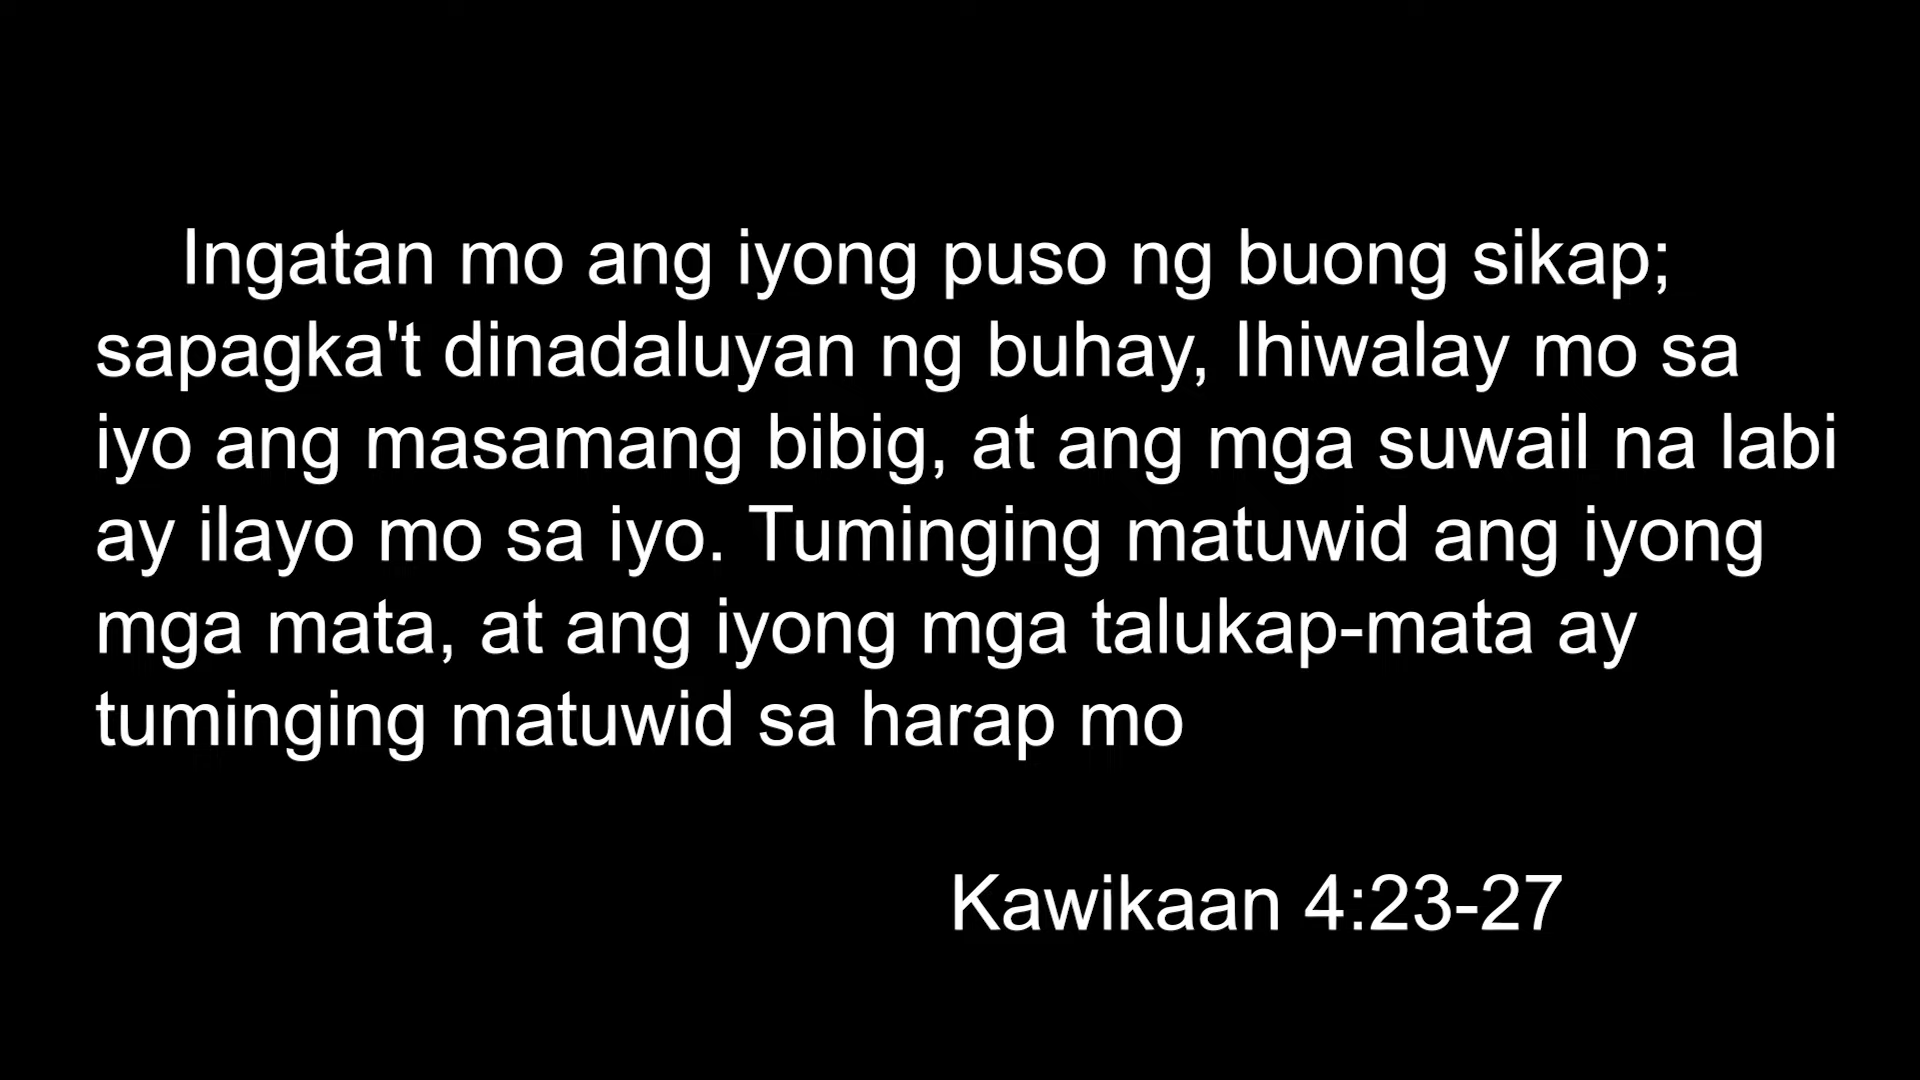 Ingatan mo ang iyong puso ng buong sikap;
sapagka't dinadaluyan ng buhay, Ihiwalay mo sa
iyo ang masamang bibig, at ang mga suwail na labi
ay ilayo mo sa iyo. Tuminging matuwid ang iyong
mga mata, at ang iyong mga talukap-mata ay
tuminging matuwid sa harap mo
Kawikaan 4:23-27